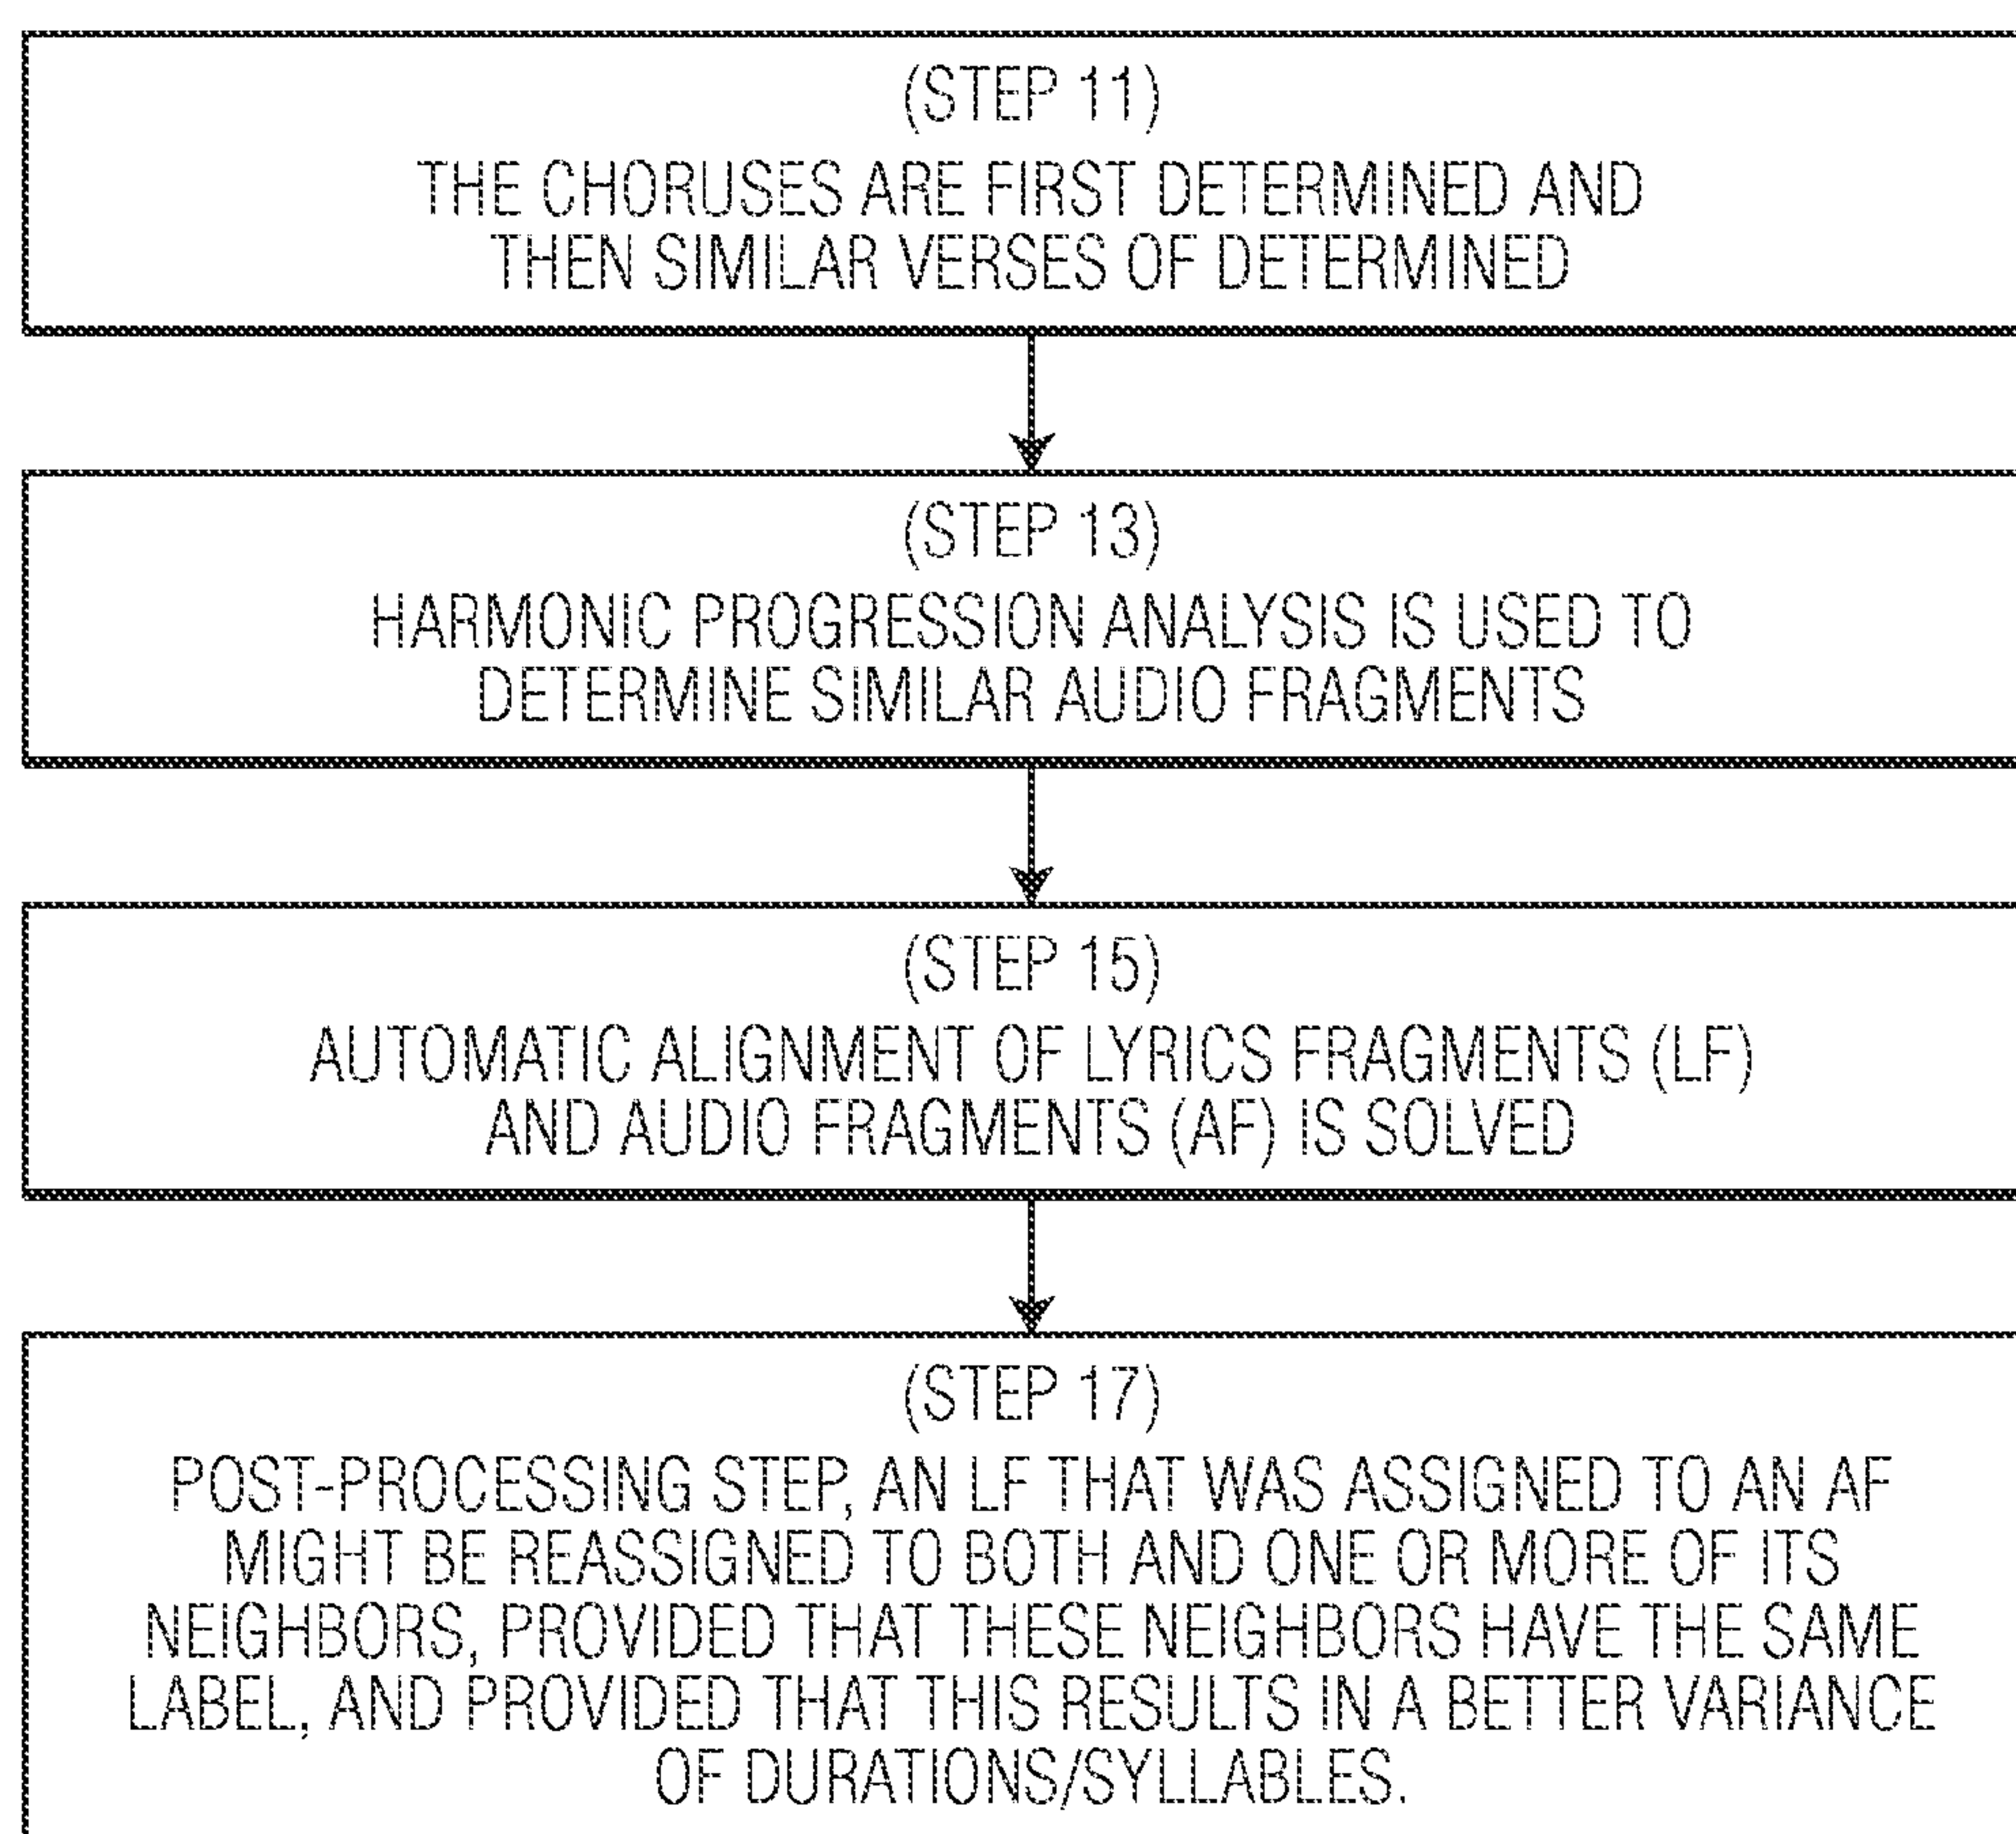 (STEP 11)
THE CHORUSES ARE FIRST DETERMINED AND
THEN SIMILAR VERSES OF DETERMINED
(STEP 13)
HARMONIC PROGRESSION ANALYSIS IS USED TO
DETERMINE SIMILAR AUDIO FRAGMENTS
(STEP 15)
AUTOMATIC ALIGNMENT OF LYRICS FRAGMENTS (LF)
AND AUDIO FRAGMENTS (AF) IS SOLVED
(STEP 17)
POST-PROCESSING STEP, AN LF THAT WAS ASSIGNED TO AN AF
MIGHT BE REASSIGNED TO BOTH AND ONE OR MORE OF ITS
NEIGHBORS, PROVIDED THAT THESE NEIGHBORS HAVE THE SAME
LABEL, AND PROVIDED THAT THIS RESULTS IN A BETTER VARIANCE
OF DURATIONS/SYLLABLES.